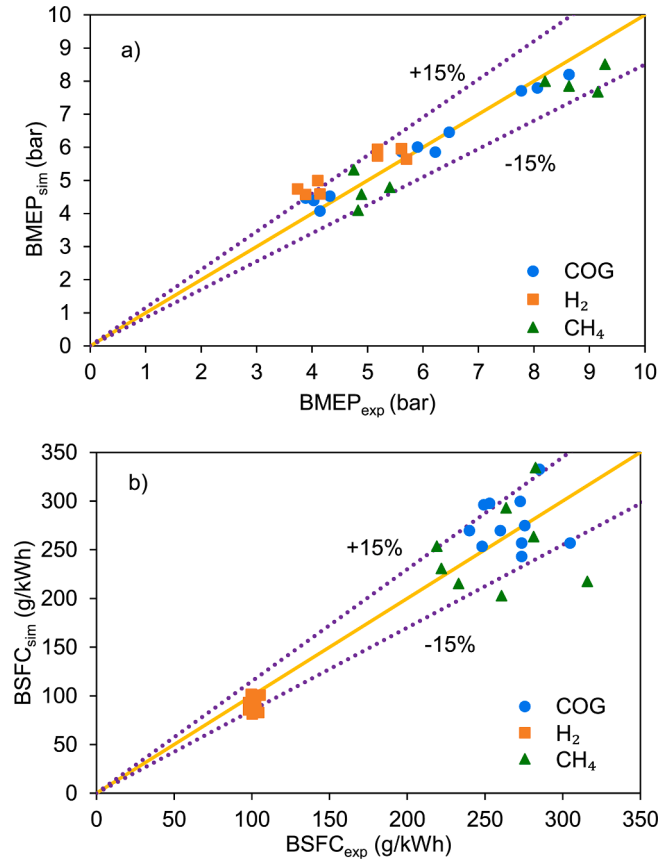 a)
+15%
-15%
COG
H₂
CH₄
10
9
8
7
6
5
4
3
2
1
0
0 1 2 3 4 5 6 7 8 9 10
BMEPsim (bar)
BMEPexp (bar)
b)
+15%
-15%
COG
H₂
CH₄
350
300
250
200
150
100
50
0
0 50 100 150 200 250 300 350
BSFCsim (g/kWh)
BSFCexp (g/kWh)